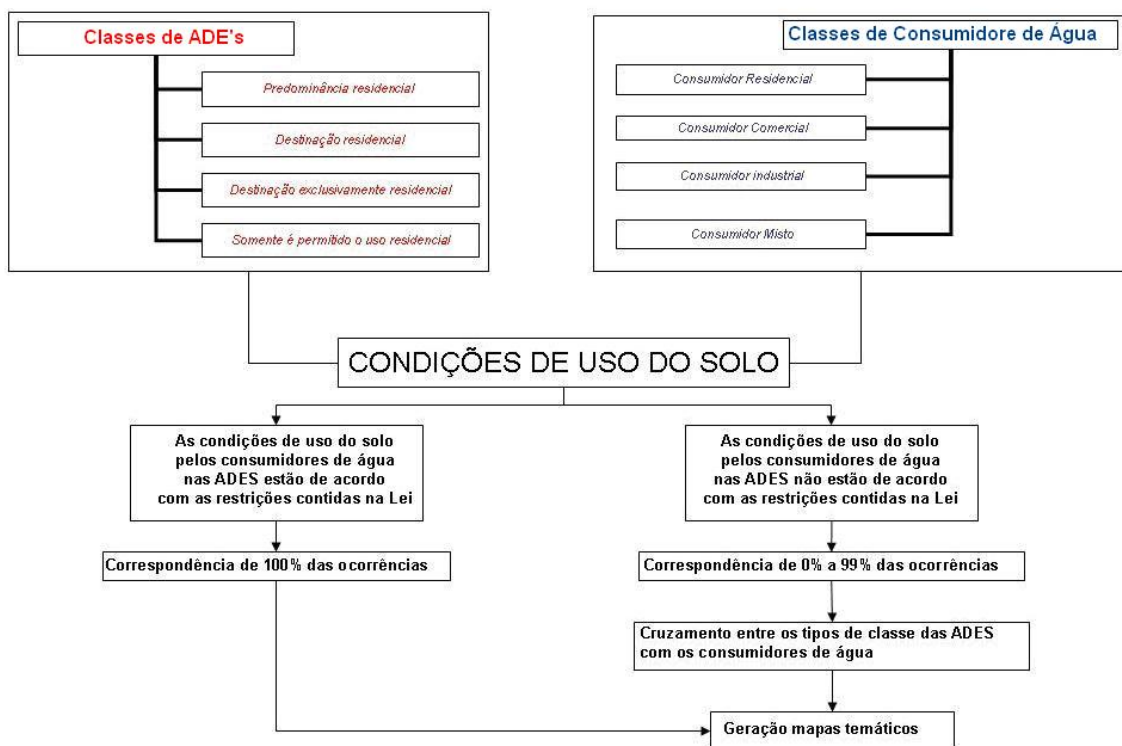 Classes de ADE's
Predominância residencial
Destinação residencial
Destinação exclusivamente residencial
Somente é permitido o uso residencial
Classes de Consumidore de Água
Consumidor Residencial
Consumidor Comercial
Consumidor industrial
Consumidor Misto
CONDIÇÕES DE USO DO SOLO
As condições de uso do solo
pelos consumidores de água
nas ADES estão de acordo
com as restrições contidas na Lei
Correspondência de 100% das ocorrências
As condições de uso do solo
pelos consumidores de água
nas ADES não estão de acordo
com as restrições contidas na Lei
Correspondência de 0% a 99% das ocorrências
Cruzamento entre os tipos de classe das ADES
com os consumidores de água
Geração mapas temáticos